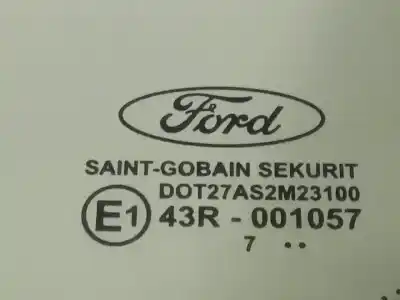 Ford
SAINT-GOBAIN SEKURIT
DOT27AS2M23100
E1 43R - 001057
7 ..